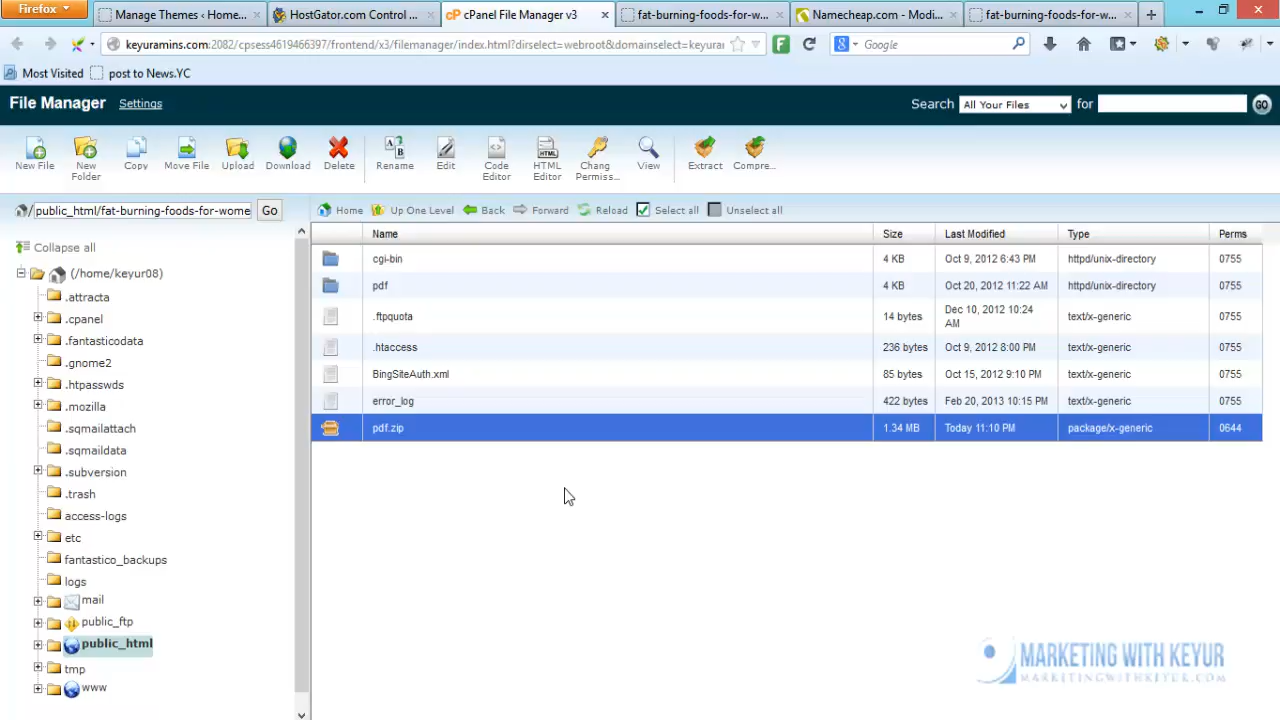 Firefox
Manage Themes ‹ Home...
HostGator.com Control ...
cP cPanel File Manager v3
fat-burning-foods-for-w...
Namecheap.com - Modi...
fat-burning-foods-for-w...
keyuramins.com:2082/cpsess4619466397/frontend/x3/filemanager/index.html?dirselect=webroot&domainselect=keyurar
Google
Most Visited
post to News.YC
File Manager
Settings
Search
All Your Files
for
GO
New File
New Folder
Copy
Move File
Upload
Download
Delete
Rename
Edit
Code Editor
HTML Editor
Chang Permiss...
View
Extract
Compre...
/ public_html/fat-burning-foods-for-wome
Go
Home
Up One Level
Back
Forward
Reload
Select all
Unselect all
Collapse all
(/home/keyur08)
.attracta
.cpanel
.fantasticodata
.gnome2
.htpasswds
.mozilla
.sqmailattach
.sqmaildata
.subversion
.trash
access-logs
etc
fantastico_backups
logs
mail
public_ftp
public_html
tmp
www
Name Size Last Modified Type Perms
cgi-bin 4 KB Oct 9, 2012 6:43 PM httpd/unix-directory 0755
pdf 4 KB Oct 20, 2012 11:22 AM httpd/unix-directory 0755
.ftpquota 14 bytes Dec 10, 2012 10:24 AM text/x-generic 0755
.htaccess 236 bytes Oct 9, 2012 8:00 PM text/x-generic 0755
BingSiteAuth.xml 85 bytes Oct 15, 2012 9:10 PM text/x-generic 0755
error_log 422 bytes Feb 20, 2013 10:15 PM text/x-generic 0755
pdf.zip 1.34 MB Today 11:10 PM package/x-generic 0644
MARKETING WITH KEYUR
MARKETINGWITHKEYUR.COM